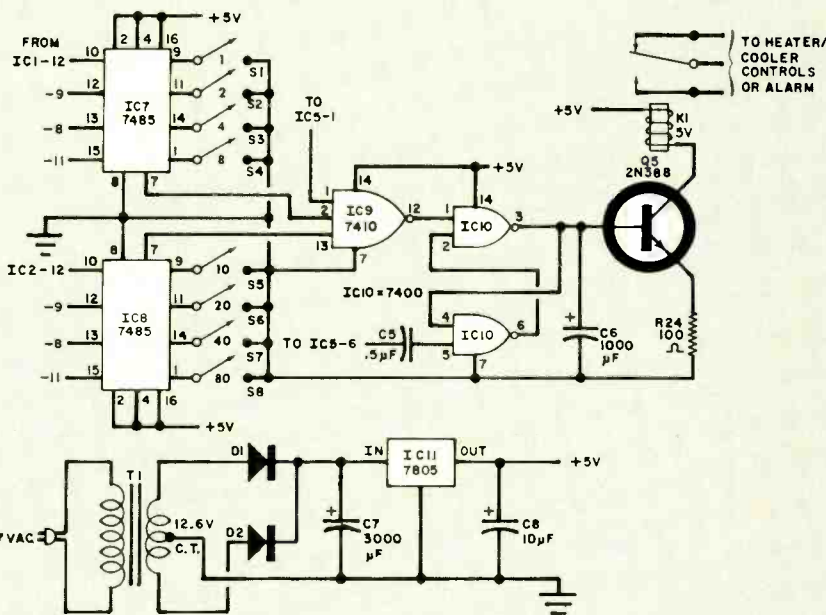 +5V
2 4 16
FROM
IC1-12 10 9 1 S1
-9 12 IC7 11 2 S2
-8 13 7485 14 4 S3
-11 15 1 8 S4
8 7
TO
IC5-1
+5V
1 14
2 IC9 12 1 14
13 7410 IC10 3
7 2
IC10=7400
4
IC10 6
5 7
TO IC5-6 C5
.5µF
8 7
IC2-12 10 9 10 S5
-9 12 IC8 11 20 S6
-8 13 7485 14 40 S7
-11 15 1 80 S8
2 4 16
+5V
TO HEATER/
COOLER
CONTROLS
OR ALARM
+5V
K1
5V
Q5
2N388
+
C6
1000
µF
R24
100
Ω
T1
D1
D2
7VAC
12.6V
C.T.
IN IC11 OUT
7805
+5V
+
C7
3000
µF
+
C8
10µF